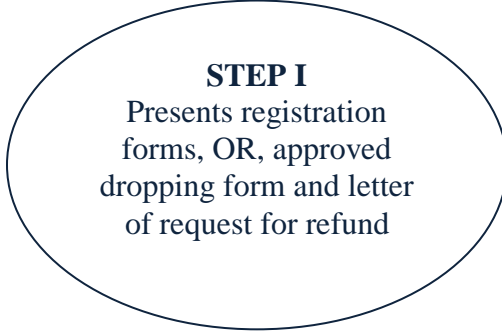 STEP I
Presents registration
forms, OR, approved
dropping form and letter
of request for refund